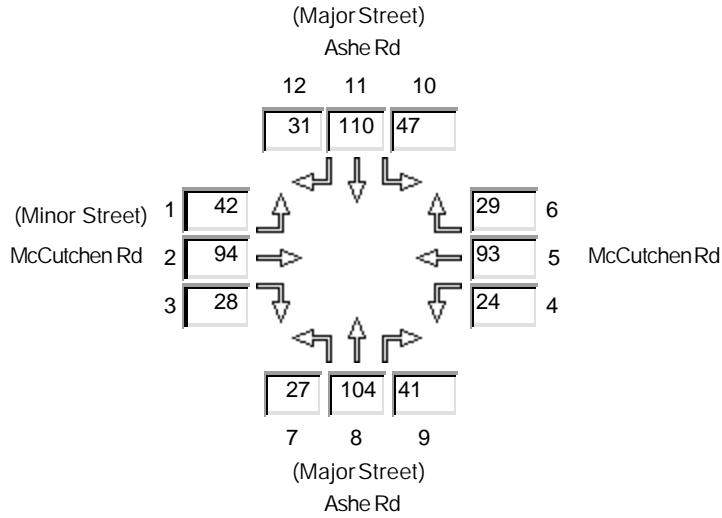 (Major Street)
Ashe Rd
12 11 10
31 110 47
(Minor Street) 1 42 29 6
McCutchen Rd 2 94 93 5 McCutchen Rd
3 28 24 4
27 104 41
7 8 9
(Major Street)
Ashe Rd